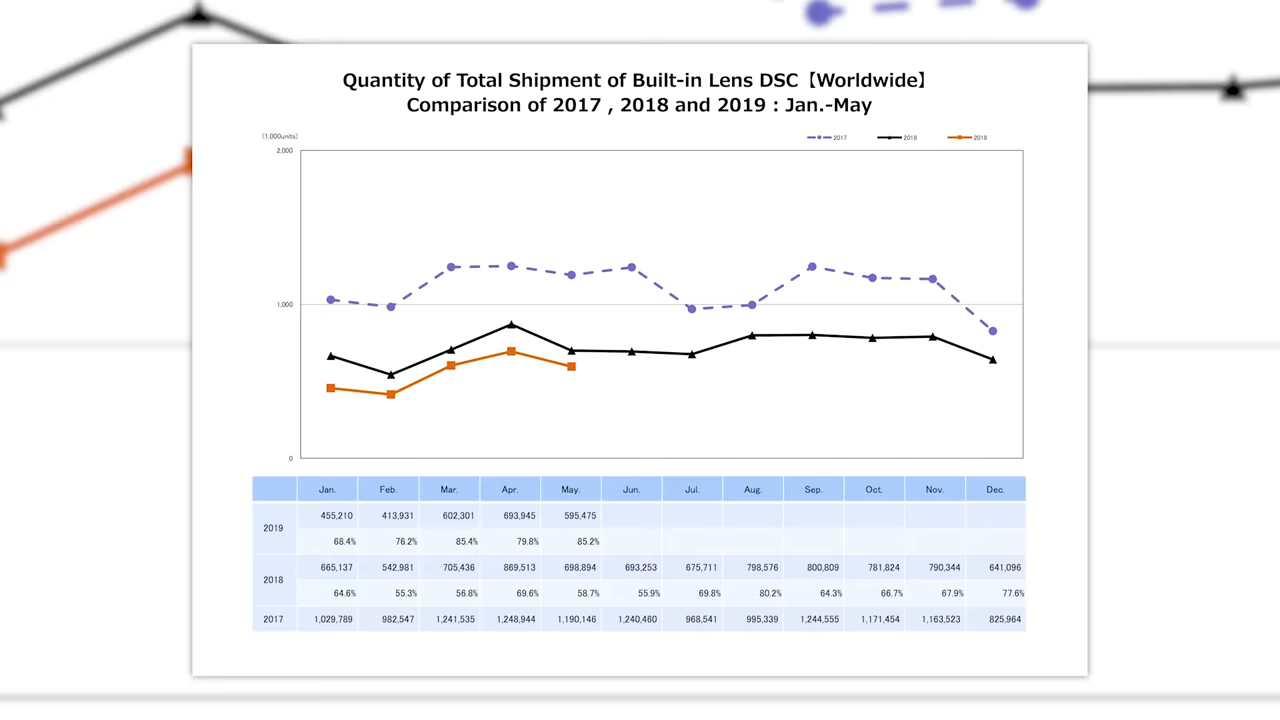 Quantity of Total Shipment of Built-in Lens DSC【Worldwide】
Comparison of 2017 , 2018 and 2019 : Jan.-May
(1,000units)
2017 2018 2019
2,000
1,000
0
Jan. Feb. Mar. Apr. May. Jun. Jul. Aug. Sep. Oct. Nov. Dec.
2019 455,210 413,931 602,301 693,945 595,475
68.4% 76.2% 85.4% 79.8% 85.2%
2018 665,137 542,981 705,436 869,513 698,894 693,253 675,711 798,576 800,809 781,824 790,344 641,096
64.6% 55.3% 56.8% 69.6% 58.7% 55.9% 69.8% 80.2% 64.3% 66.7% 67.9% 77.6%
2017 1,029,789 982,547 1,241,535 1,248,944 1,190,146 1,240,460 968,541 995,339 1,244,555 1,171,454 1,163,523 825,964